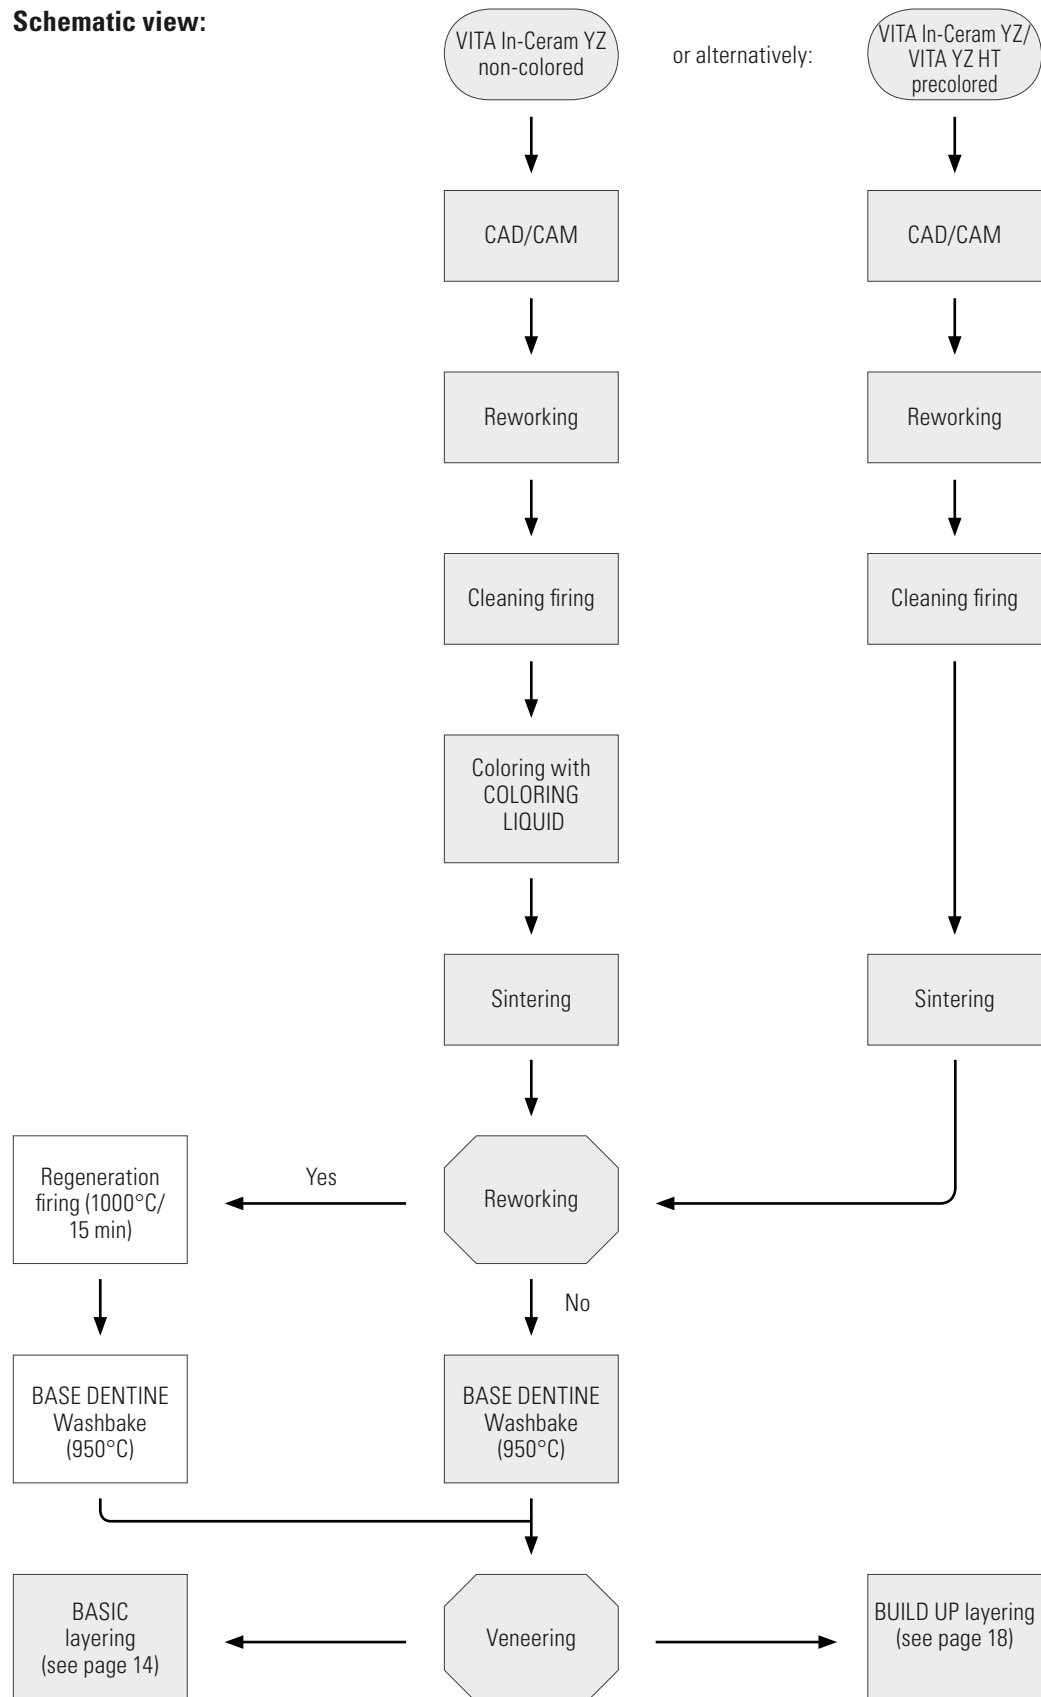 Schematic view:
VITA In-Ceram YZ
non-colored
or alternatively:
VITA In-Ceram YZ/
VITA YZ HT
precolored
CAD/CAM
CAD/CAM
Reworking
Reworking
Cleaning firing
Cleaning firing
Coloring with
COLORING
LIQUID
Sintering
Sintering
Regeneration
firing (1000°C/
15 min)
Yes
Reworking
No
BASE DENTINE
Washbake
(950°C)
BASE DENTINE
Washbake
(950°C)
BASIC
layering
(see page 14)
Veneering
BUILD UP layering
(see page 18)